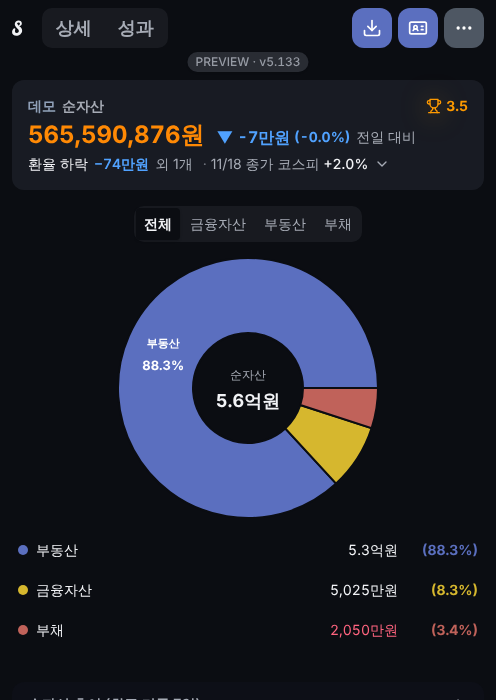 상세 성과
PREVIEW · v5.133
데모 순자산
3.5
565,590,876원 ▼ -7만원 (-0.0%) 전일 대비
환율 하락 −74만원 외 1개 · 11/18 종가 코스피 +2.0%
전체 금융자산 부동산 부채
부동산
88.3%
순자산
5.6억원
부동산 5.3억원 (88.3%)
금융자산 5,025만원 (8.3%)
부채 2,050만원 (3.4%)